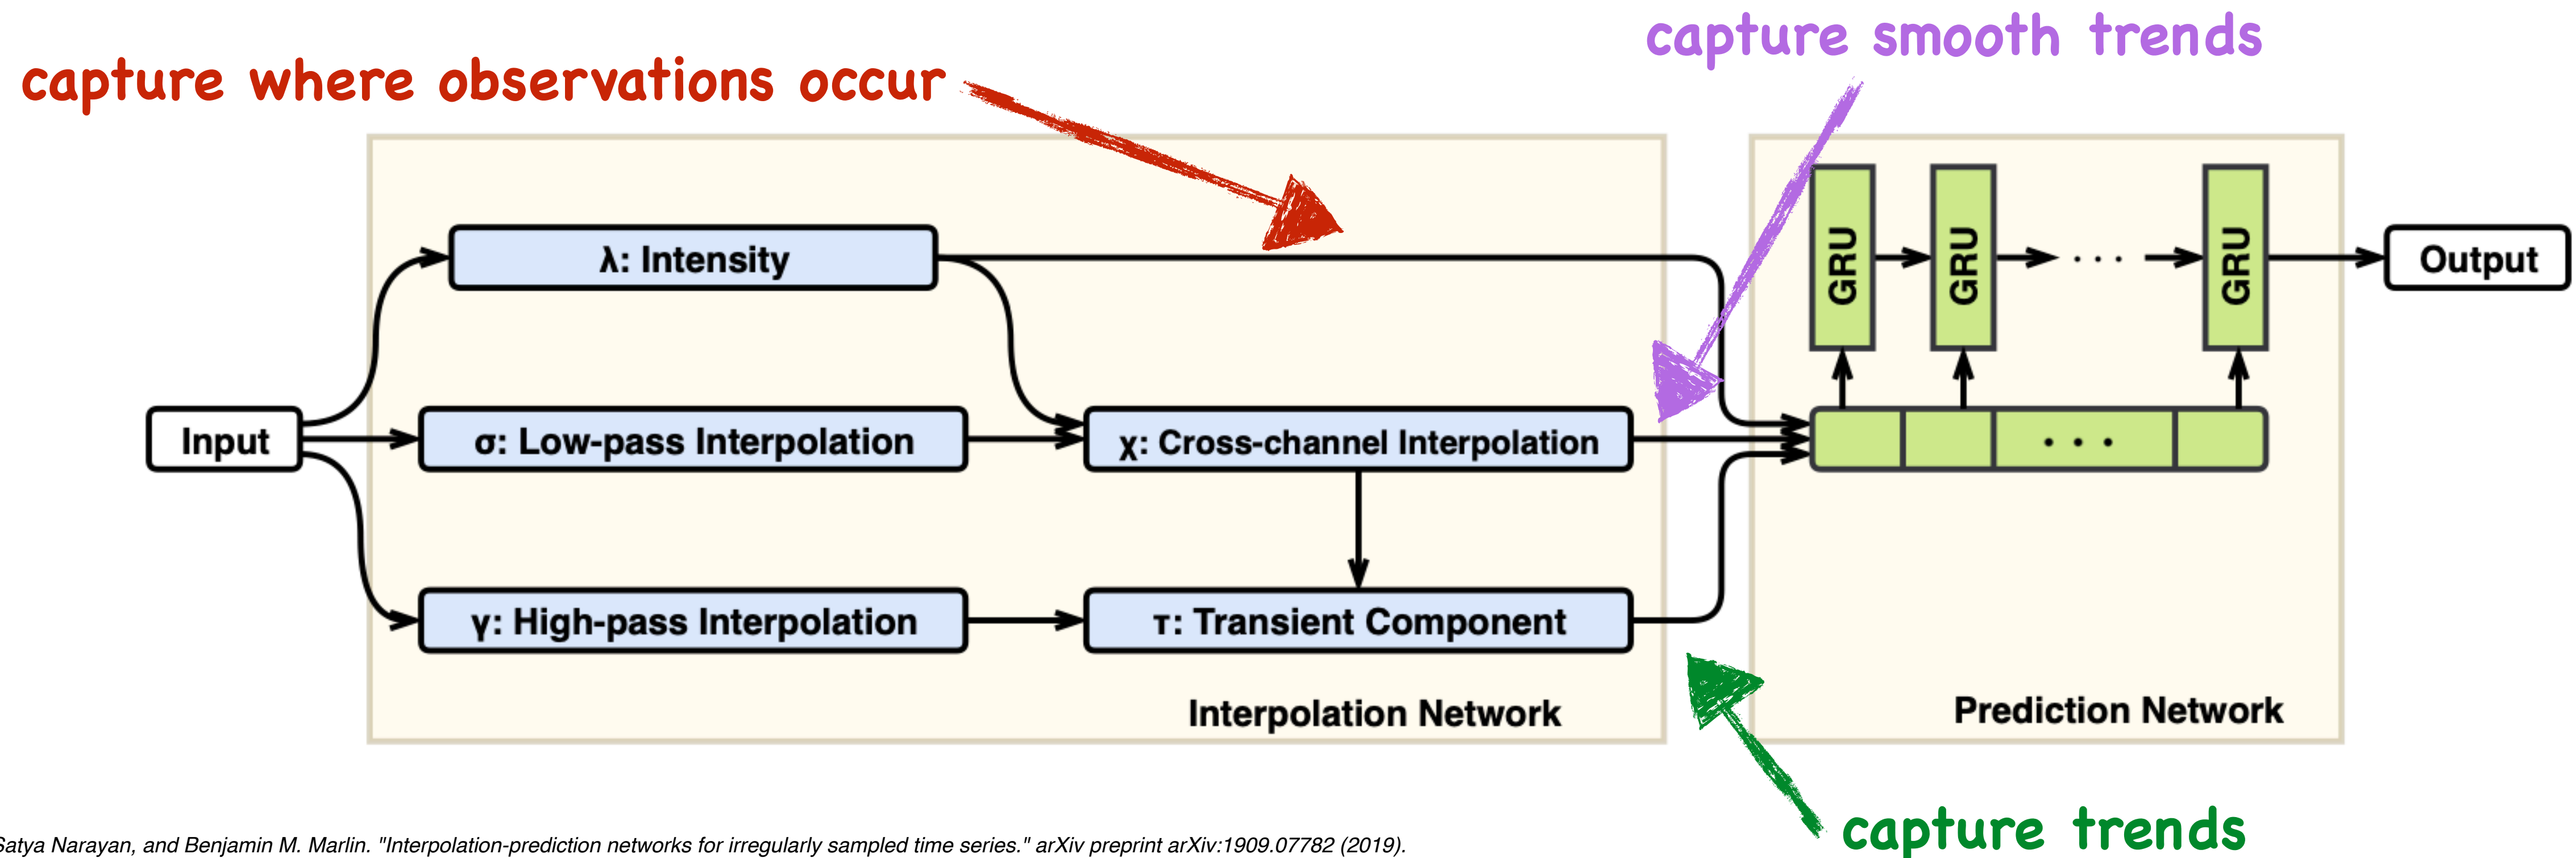 capture smooth trends
capture where observations occur
λ: Intensity
GRU
GRU
· · ·
GRU
Output
Input
σ: Low-pass Interpolation
χ: Cross-channel Interpolation
• • •
γ: High-pass Interpolation
τ: Transient Component
Interpolation Network
Prediction Network
capture trends
Satya Narayan, and Benjamin M. Marlin. "Interpolation-prediction networks for irregularly sampled time series." arXiv preprint arXiv:1909.07782 (2019).